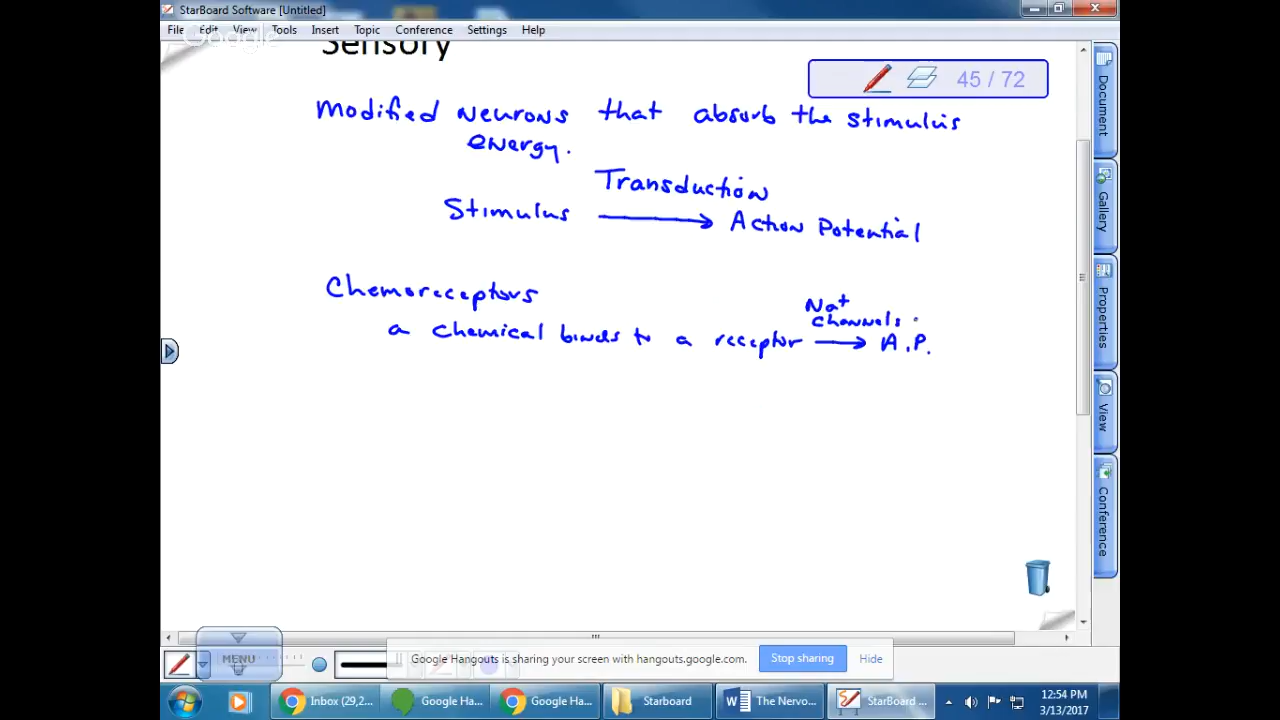 StarBoard Software [Untitled]
File Edit View Tools Insert Topic Conference Settings Help
Google
Sensory
45 / 72
Modified Neurons that absorb the stimulus
energy.
Transduction
Stimulus → Action Potential
Chemoreceptors
Na+
channels
a chemical binds to a receptor → A.P.
Document
Gallery
Properties
View
Conference
MENU
Google Hangouts is sharing your screen with hangouts.google.com. Stop sharing Hide
Inbox (29,2... Google Ha... Google Ha... Starboard The Nervo... StarBoard ...
12:54 PM
3/13/2017